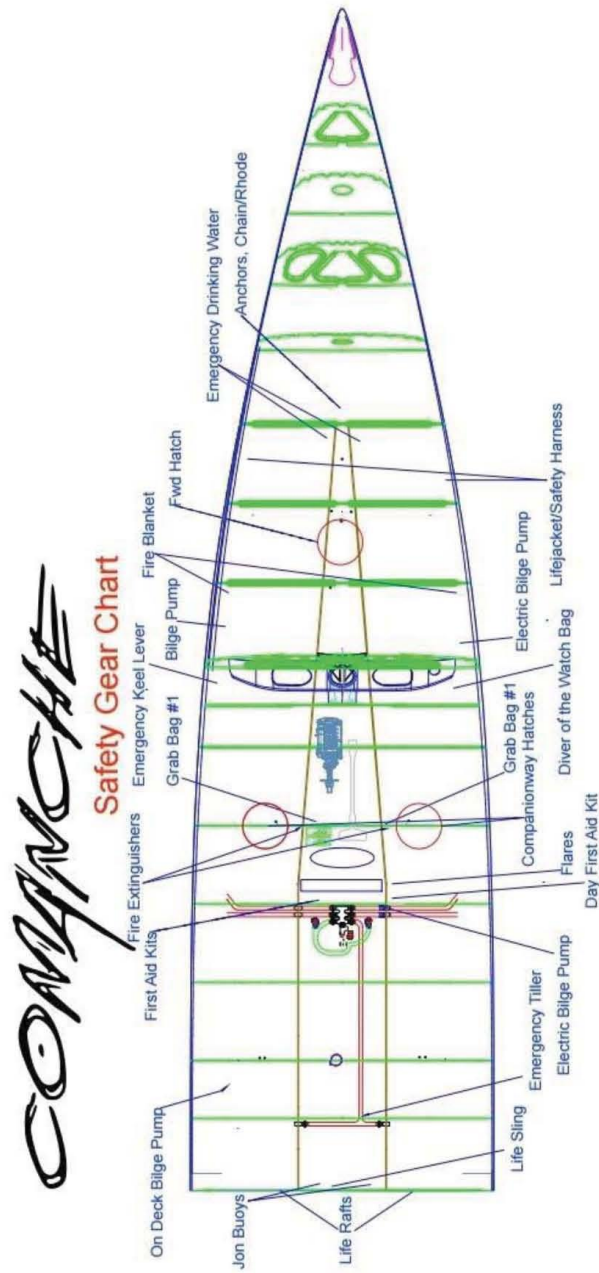 COMANCHE
Safety Gear Chart
On Deck Bilge Pump
First Aid Kits
Fire Extinguishers
Grab Bag #1
Emergency Keel Lever
Bilge Pump
Fire Blanket
Fwd Hatch
Emergency Drinking Water
Anchors, Chain/Rhode
Jon Buoys
Life Rafts
Life Sling
Emergency Tiller
Electric Bilge Pump
Day First Aid Kit
Flares
Companionway Hatches
Grab Bag #1
Diver of the Watch Bag
Electric Bilge Pump
Lifejacket/Safety Harness